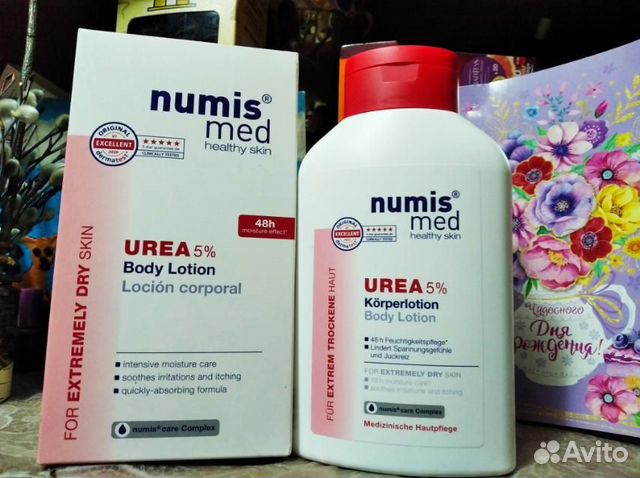 numis®
med
healthy skin
ORIGINAL
EXCELLENT
dermatest
★★★★★
CLINICALLY TESTED
48h
moisture effect*
UREA 5%
Body Lotion
Loción corporal
FOR EXTREMELY DRY SKIN
intensive moisture care
soothes irritations and itching
quickly-absorbing formula
numis® care Complex
numis®
med
healthy skin
ORIGINAL
EXCELLENT
dermatest
★★★★★
UREA 5%
Körperlotion
Body Lotion
FÜR EXTREM TROCKENE HAUT
48 h Feuchtigkeitspflege*
Lindert Spannungsgefühle
und Juckreiz
FOR EXTREMELY DRY SKIN
48 h moisture care*
soothes irritations and itching
numis® care Complex
Medizinische Hautpflege
Чудесного
Дня
Рождения!
Avito